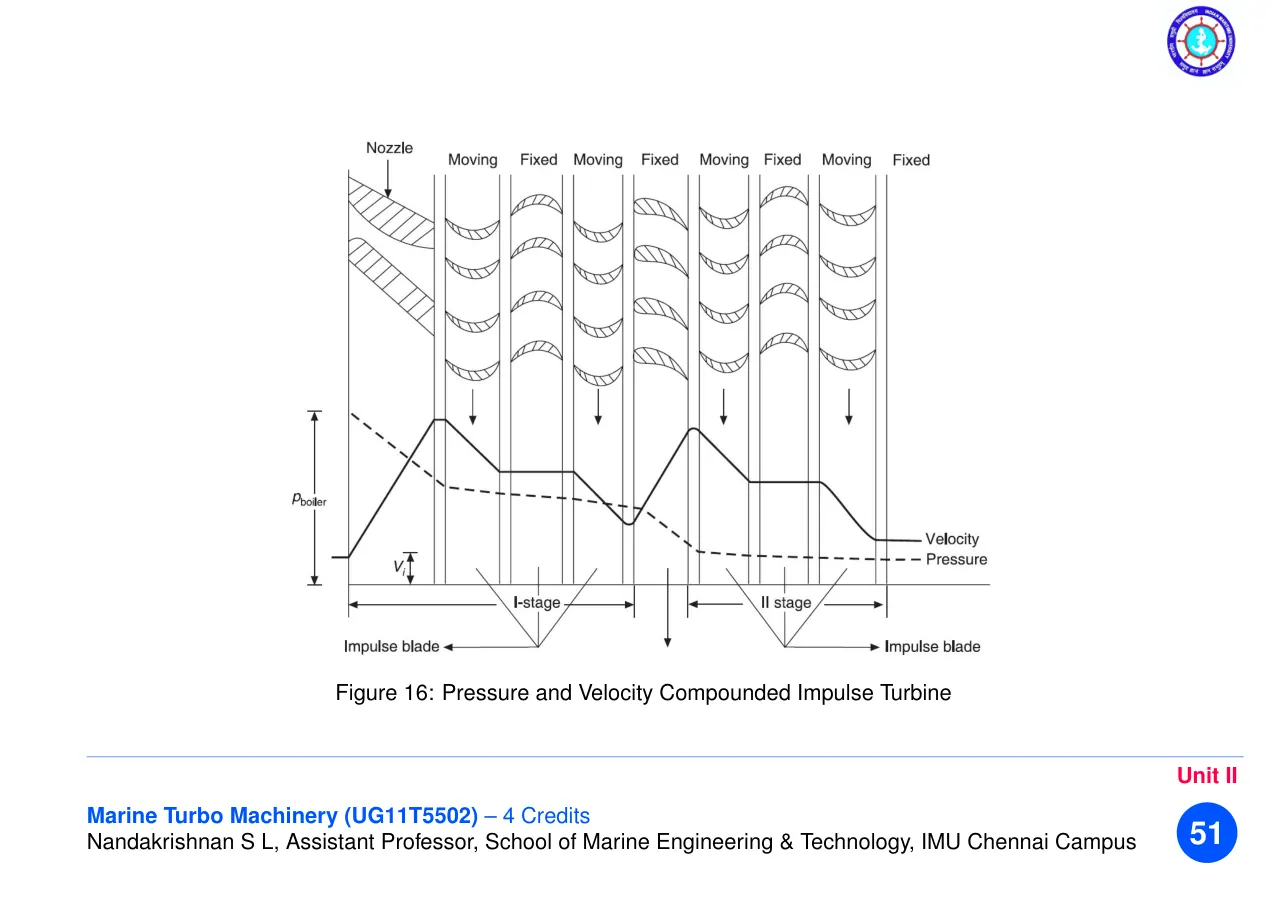 Nozzle
Moving Fixed Moving Fixed Moving Fixed Moving Fixed
p boiler
Vi
Velocity
Pressure
I-stage II stage
Impulse blade Impulse blade
Figure 16: Pressure and Velocity Compounded Impulse Turbine
Unit II
Marine Turbo Machinery (UG11T5502) – 4 Credits
Nandakrishnan S L, Assistant Professor, School of Marine Engineering & Technology, IMU Chennai Campus
51